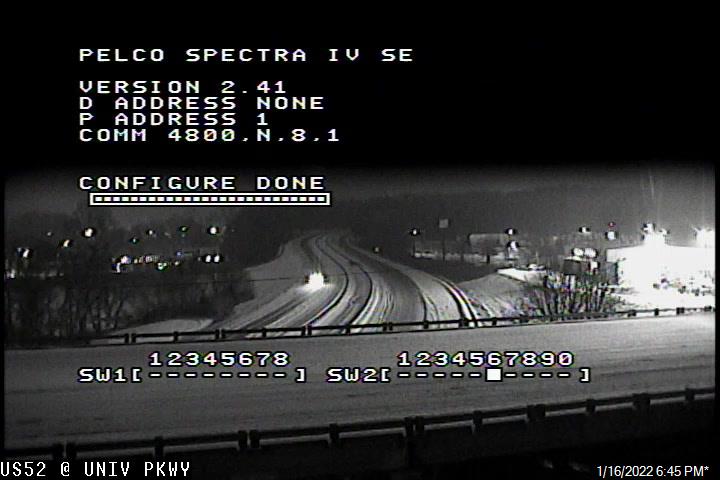 PELCO SPECTRA IV SE
VERSION 2.41
D ADDRESS NONE
P ADDRESS 1
COMM 4800,N,8,1
CONFIGURE DONE
12345678 1234567890
SW1[--------] SW2[-----■----]
US52 @ UNIV PKWY
1/16/2022 6:45 PM*